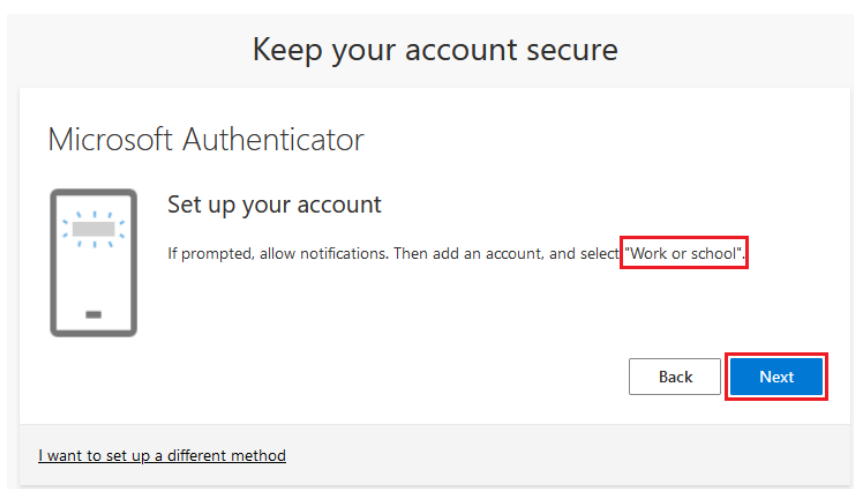 Keep your account secure
Microsoft Authenticator
Set up your account
If prompted, allow notifications. Then add an account, and select "Work or school".
Back
Next
I want to set up a different method